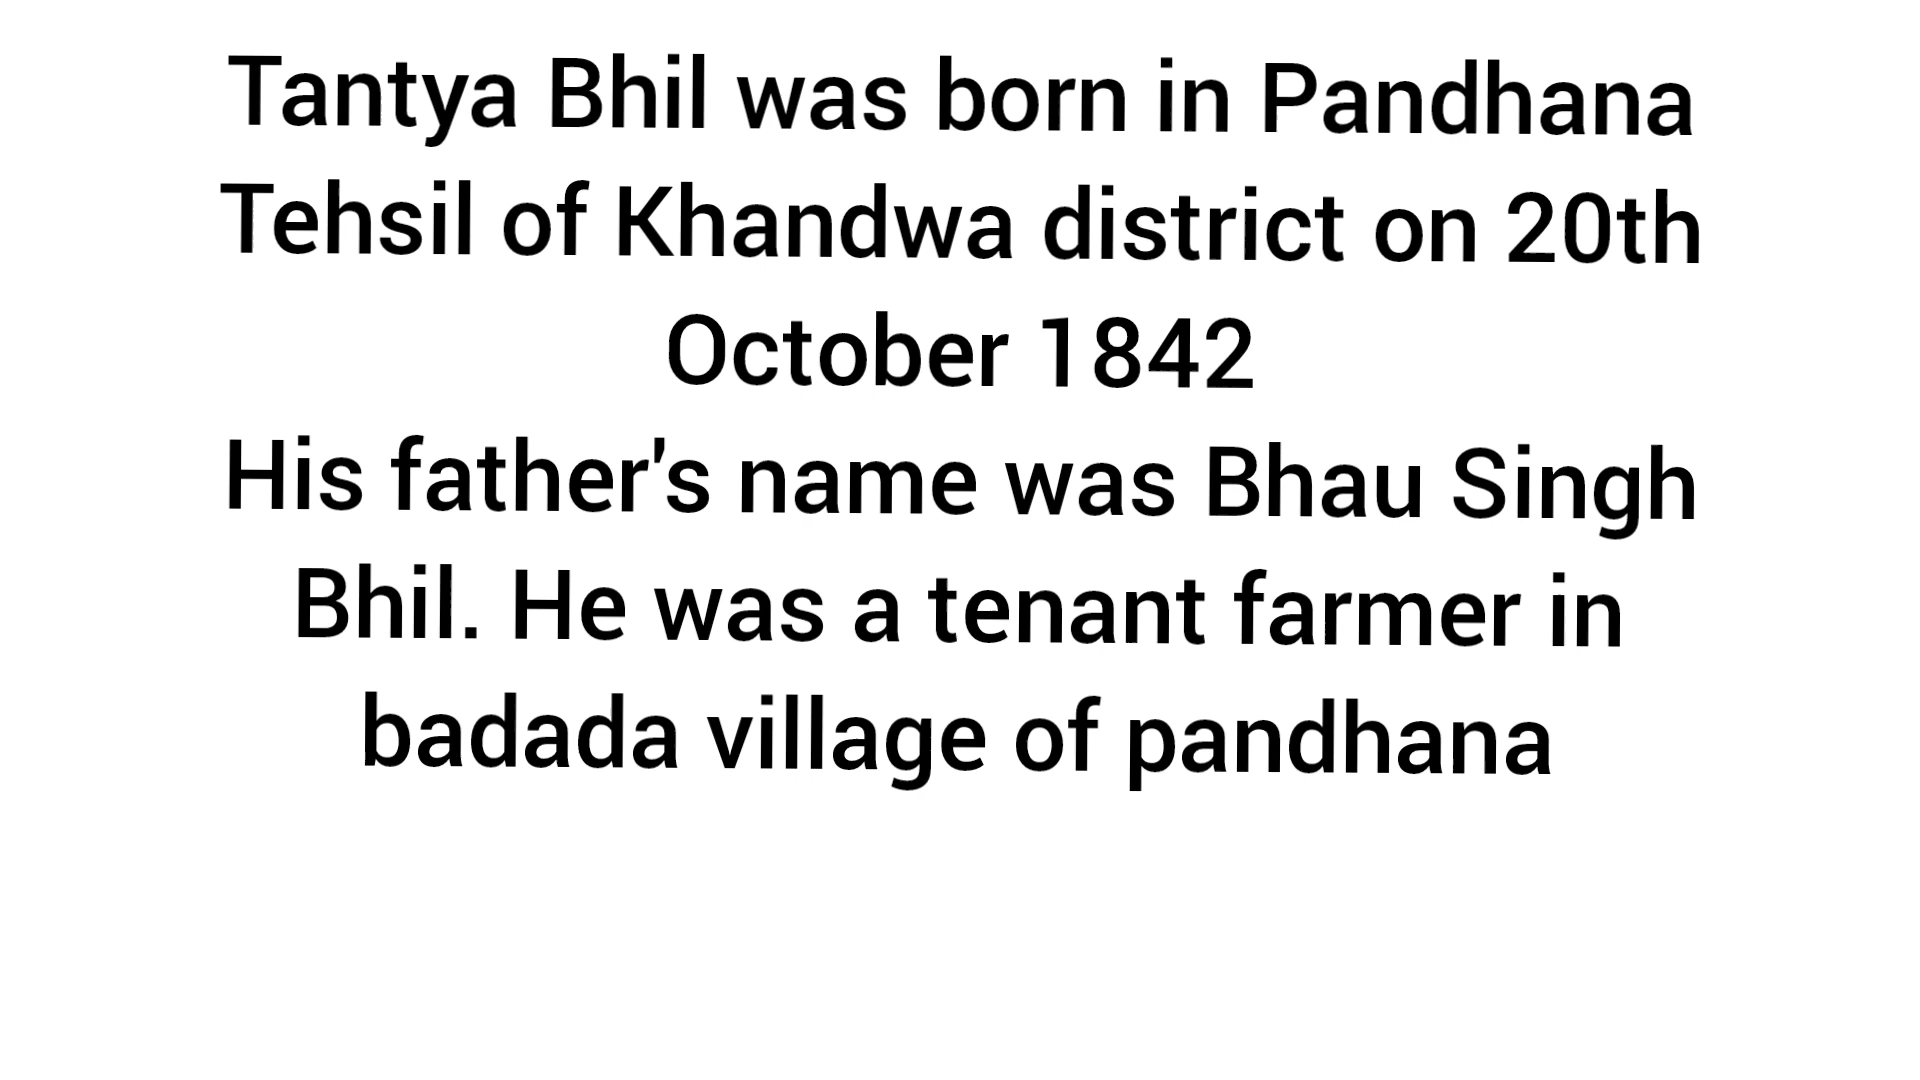 Tantya Bhil was born in Pandhana
Tehsil of Khandwa district on 20th
October 1842
His father's name was Bhau Singh
Bhil. He was a tenant farmer in
badada village of pandhana